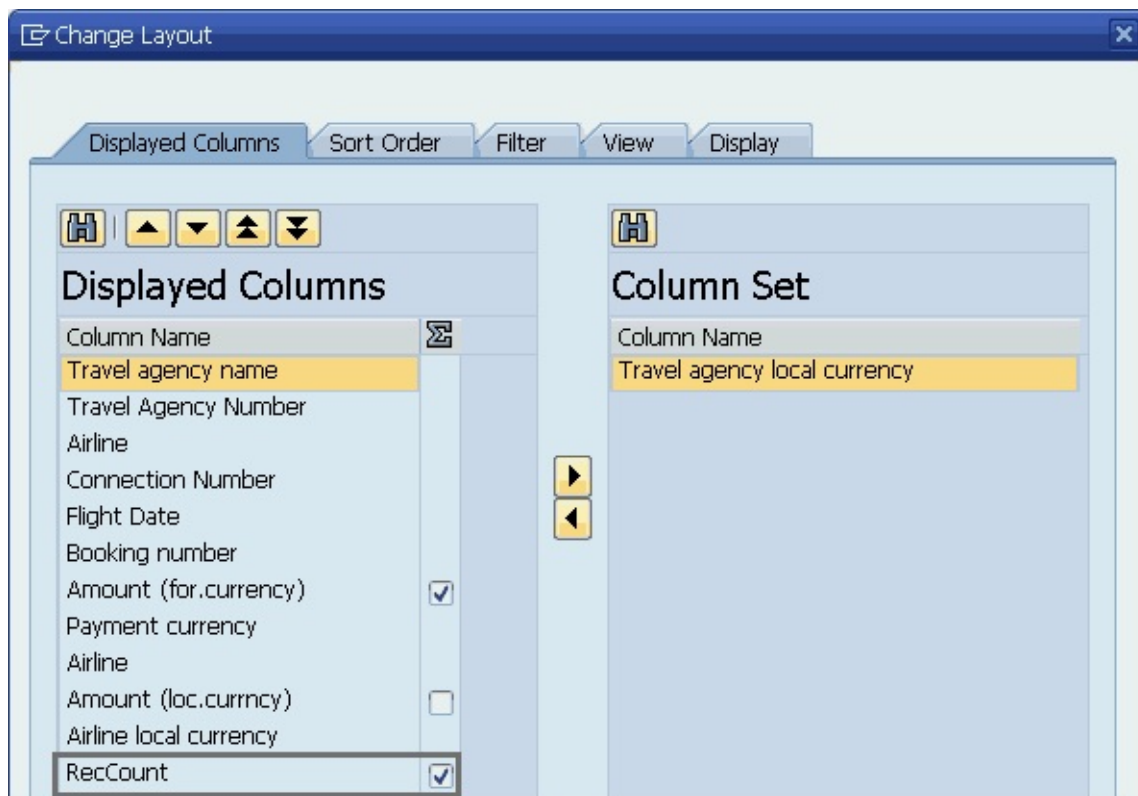 Change Layout
Displayed Columns Sort Order Filter View Display
Displayed Columns
Column Name
Travel agency name
Travel Agency Number
Airline
Connection Number
Flight Date
Booking number
Amount (for.currency)
Payment currency
Airline
Amount (loc.currncy)
Airline local currency
RecCount
Column Set
Column Name
Travel agency local currency